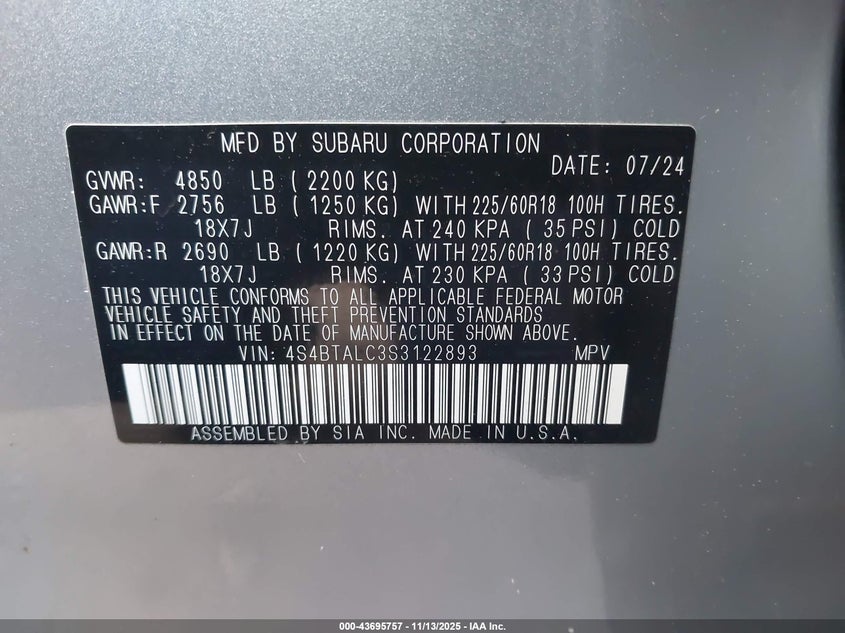 MFD BY SUBARU CORPORATION
DATE: 07/24
GVWR: 4850 LB ( 2200 KG)
GAWR:F 2756 LB ( 1250 KG) WITH 225/60R18 100H TIRES.
18X7J RIMS. AT 240 KPA ( 35 PSI) COLD
GAWR:R 2690 LB ( 1220 KG) WITH 225/60R18 100H TIRES.
18X7J RIMS. AT 230 KPA ( 33 PSI) COLD
THIS VEHICLE CONFORMS TO ALL APPLICABLE FEDERAL MOTOR
VEHICLE SAFETY AND THEFT PREVENTION STANDARDS
IN EFFECT ON THE DATE OF MANUFACTURE SHOWN ABOVE.
VIN: 4S4BTALC3S3122893 MPV
ASSEMBLED BY SIA INC. MADE IN U.S.A.
000-43695757 - 11/13/2025 - IAA Inc.